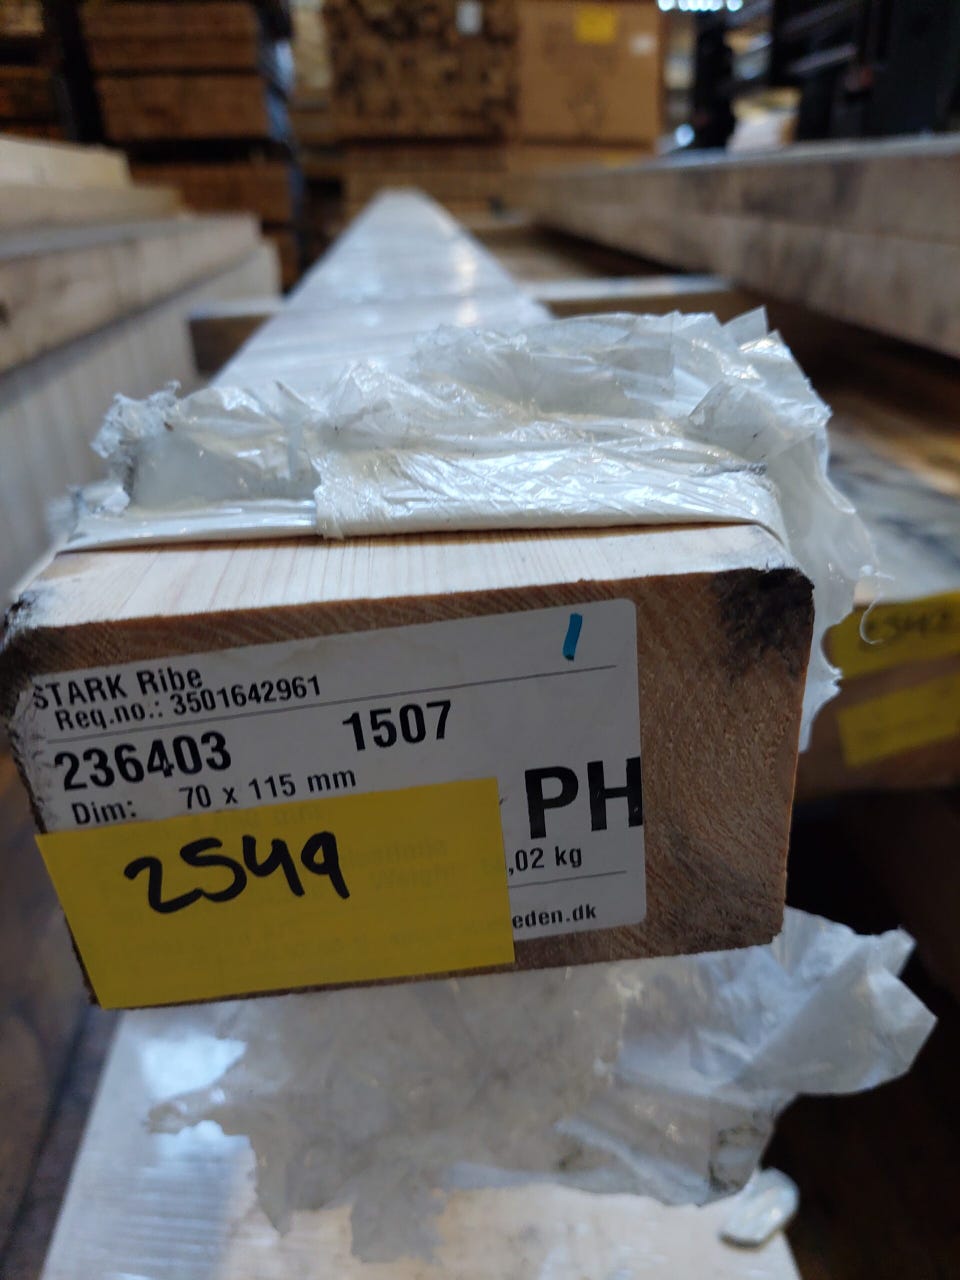 STARK Ribe
Req.no.: 3501642961
236403 1507
Dim: 70 x 115 mm
PH
2549
,02 kg
eden.dk